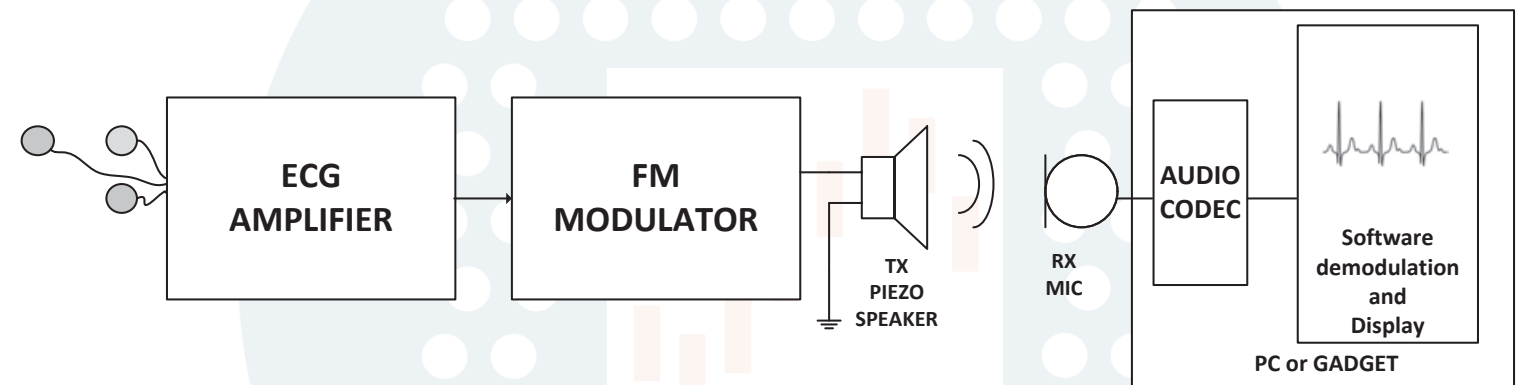 ECG
AMPLIFIER
FM
MODULATOR
TX
PIEZO
SPEAKER
RX
MIC
AUDIO
CODEC
Software
demodulation
and
Display
PC or GADGET